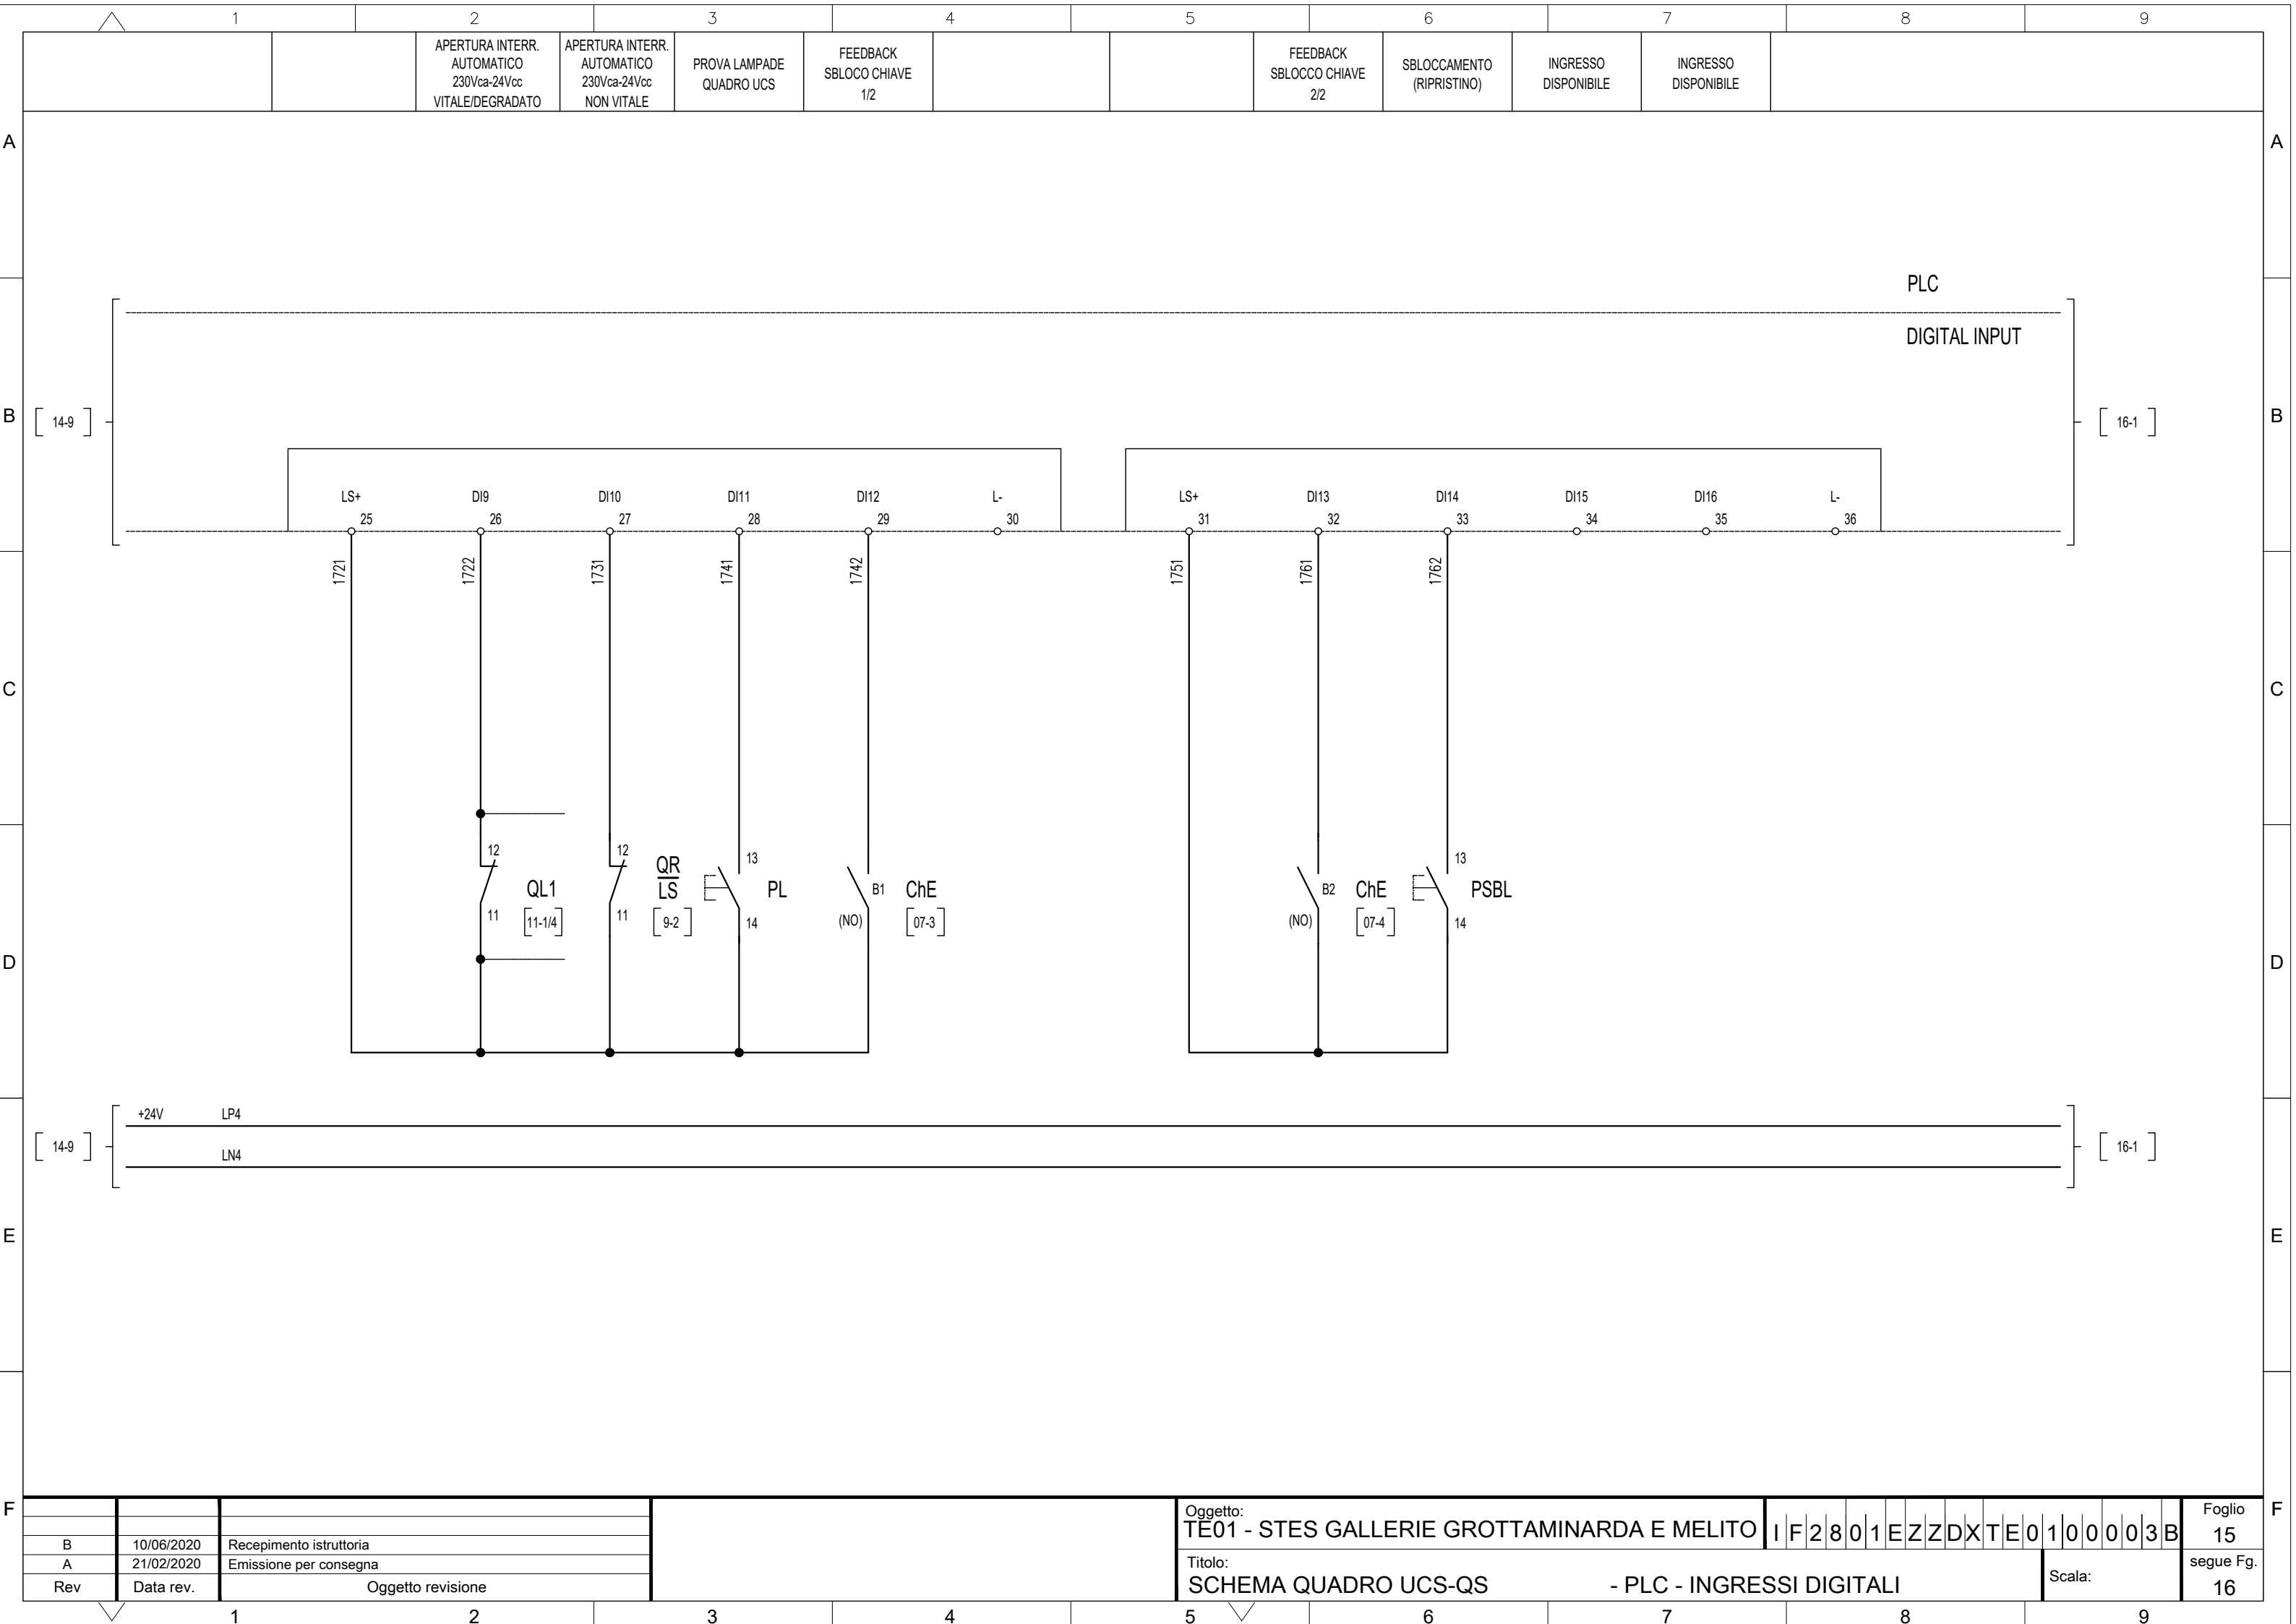 1 2 3 4 5 6 7 8 9
APERTURA INTERR.
AUTOMATICO
230Vca-24Vcc
VITALE/DEGRADATO
APERTURA INTERR.
AUTOMATICO
230Vca-24Vcc
NON VITALE
PROVA LAMPADE
QUADRO UCS
FEEDBACK
SBLOCO CHIAVE
1/2
FEEDBACK
SBLOCCO CHIAVE
2/2
SBLOCCAMENTO
(RIPRISTINO)
INGRESSO
DISPONIBILE
INGRESSO
DISPONIBILE
A A
PLC
DIGITAL INPUT
B 14-9 16-1 B
LS+ DI9 DI10 DI11 DI12 L- LS+ DI13 DI14 DI15 DI16 L-
25 26 27 28 29 30 31 32 33 34 35 36
1721 1722 1731 1741 1742 1751 1761 1762
C C
12 12 13 13
QL1 QR
LS PL B1 ChE B2 ChE PSBL
11 11-1/4 11 9-2 14 (NO) 07-3 (NO) 07-4 14
D D
+24V LP4
14-9 16-1
LN4
E E
F F
B 10/06/2020 Recepimento istruttoria
A 21/02/2020 Emissione per consegna
Rev Data rev. Oggetto revisione
Oggetto:
TE01 - STES GALLERIE GROTTAMINARDA E MELITO
IF2801EZZDXTE0100003B
Foglio
15
Titolo:
SCHEMA QUADRO UCS-QS - PLC - INGRESSI DIGITALI
Scala:
segue Fg.
16
1 2 3 4 5 6 7 8 9